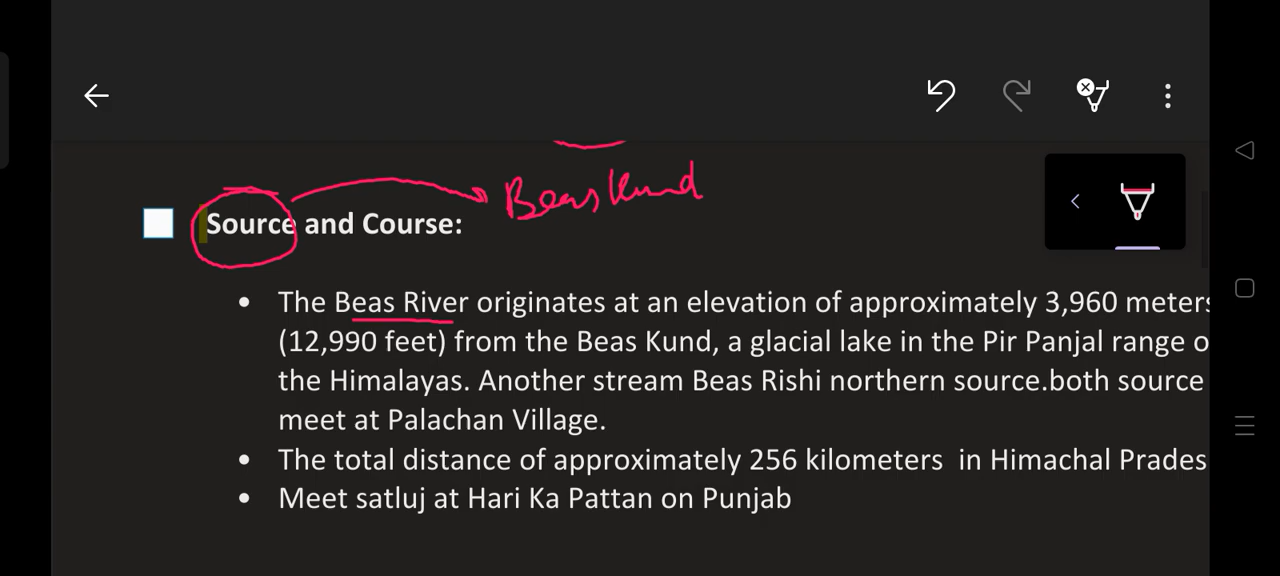 Beas Kund
Source and Course:
• The Beas River originates at an elevation of approximately 3,960 meters
(12,990 feet) from the Beas Kund, a glacial lake in the Pir Panjal range o
the Himalayas. Another stream Beas Rishi northern source.both source
meet at Palachan Village.
• The total distance of approximately 256 kilometers in Himachal Prades
• Meet satluj at Hari Ka Pattan on Punjab